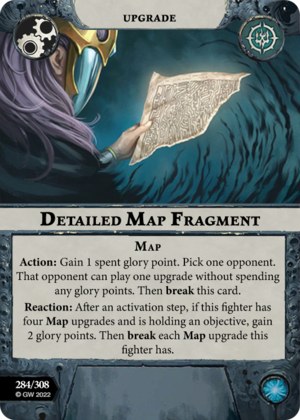 UPGRADE
DETAILED MAP FRAGMENT
MAP
Action: Gain 1 spent glory point. Pick one opponent.
That opponent can play one upgrade without spending
any glory points. Then break this card.
Reaction: After an activation step, if this fighter has
four Map upgrades and is holding an objective, gain
2 glory points. Then break each Map upgrade this
fighter has.
284/308
© GW 2022